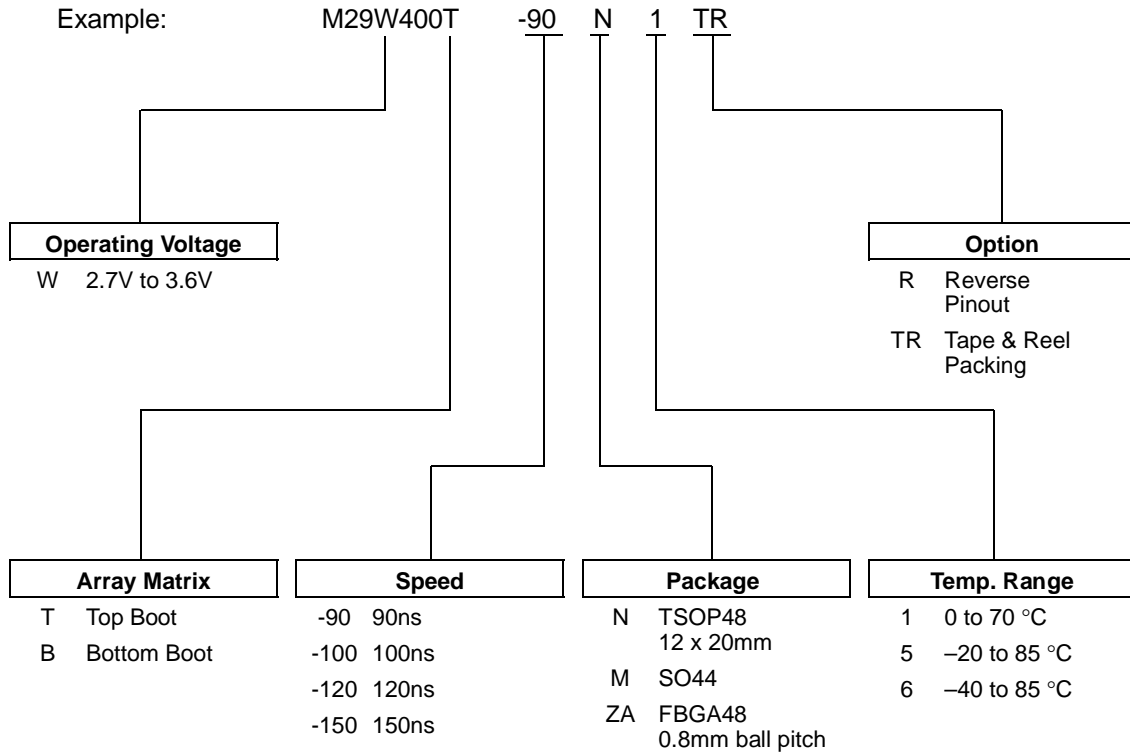 Example: M29W400T -90 N 1 TR
Operating Voltage
W 2.7V to 3.6V
Option
R Reverse
Pinout
TR Tape & Reel
Packing
Array Matrix
T Top Boot
B Bottom Boot
Speed
-90 90ns
-100 100ns
-120 120ns
-150 150ns
Package
N TSOP48
12 x 20mm
M SO44
ZA FBGA48
0.8mm ball pitch
Temp. Range
1 0 to 70 °C
5 –20 to 85 °C
6 –40 to 85 °C